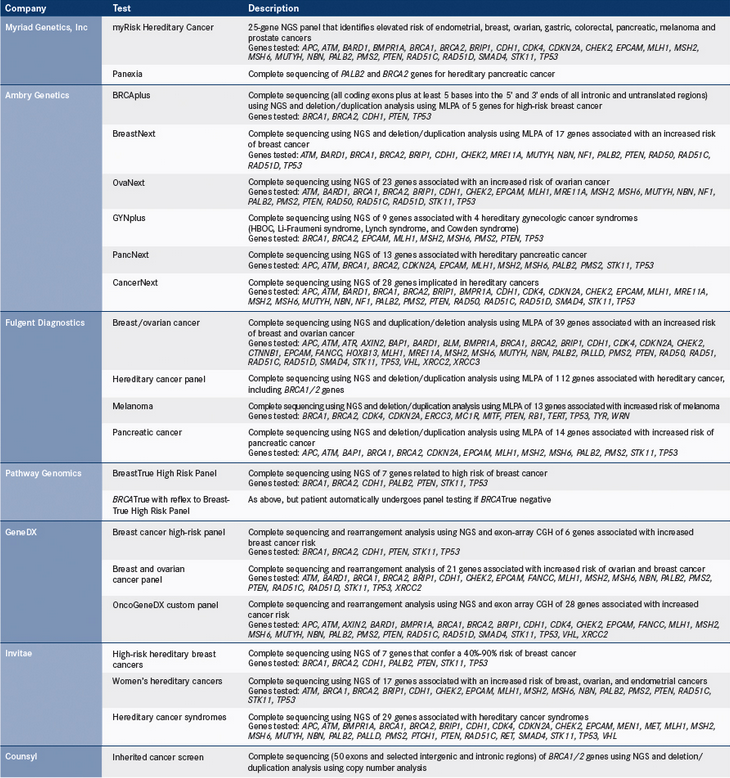 Company Test Description
Myriad Genetics, Inc myRisk Hereditary Cancer 25-gene NGS panel that identifies elevated risk of endometrial, breast, ovarian, gastric, colorectal, pancreatic, melanoma and
prostate cancers
Genes tested: APC, ATM, BARD1, BMPR1A, BRCA1, BRCA2, BRIP1, CDH1, CDK4, CDKN2A, CHEK2, EPCAM, MLH1, MSH2,
MSH6, MUTYH, NBN, PALB2, PMS2, PTEN, RAD51C, RAD51D, SMAD4, STK11, TP53
Panexia Complete sequencing of PALB2 and BRCA2 genes for hereditary pancreatic cancer
Ambry Genetics BRCAplus Complete sequencing (all coding exons plus at least 5 bases into the 5' and 3' ends of all intronic and untranslated regions)
using NGS and deletion/duplication analysis using MLPA of 5 genes for high-risk breast cancer
Genes tested: BRCA1, BRCA2, CDH1, PTEN, TP53
BreastNext Complete sequencing using NGS and deletion/duplication analysis using MLPA of 17 genes associated with an increased risk
of breast cancer
Genes tested: ATM, BARD1, BRCA1, BRCA2, BRIP1, CDH1, CHEK2, MRE11A, MUTYH, NBN, NF1, PALB2, PTEN, RAD50, RAD51C,
RAD51D, TP53
OvaNext Complete sequencing using NGS of 23 genes associated with an increased risk of ovarian cancer
Genes tested: ATM, BARD1, BRCA1, BRCA2, BRIP1, CDH1, CHEK2, EPCAM, MLH1, MRE11A, MSH2, MSH6, MUTYH, NBN, NF1,
PALB2, PMS2, PTEN, RAD50, RAD51C, RAD51D, STK11, TP53
GYNplus Complete sequencing using NGS of 9 genes associated with 4 hereditary gynecologic cancer syndromes
(HBOC, Li-Fraumeni syndrome, Lynch syndrome, and Cowden syndrome)
Genes tested: BRCA1, BRCA2, EPCAM, MLH1, MSH2, MSH6, PMS2, PTEN, TP53
PancNext Complete sequencing using NGS of 13 genes associated with hereditary pancreatic cancer
Genes tested: APC, ATM, BRCA1, BRCA2, CDKN2A, EPCAM, MLH1, MSH2, MSH6, PALB2, PMS2, STK11, TP53
CancerNext Complete sequencing using NGS of 28 genes implicated in hereditary cancers
Genes tested: APC, ATM, BARD1, BRCA1, BRCA2, BRIP1, BMPR1A, CDH1, CDK4, CDKN2A, CHEK2, EPCAM, MLH1, MRE11A,
MSH2, MSH6, MUTYH, NBN, NF1, PALB2, PMS2, PTEN, RAD50, RAD51C, RAD51D, SMAD4, STK11, TP53
Fulgent Diagnostics Breast/ovarian cancer Complete sequencing using NGS and duplication/deletion analysis using MLPA of 39 genes associated with an increased risk
of breast and ovarian cancer
Genes tested: APC, ATM, ATR, AXIN2, BAP1, BARD1, BLM, BMPR1A, BRCA1, BRCA2, BRIP1, CDH1, CDK4, CDKN2A, CHEK2,
CTNNB1, EPCAM, FANCC, HOXB13, MLH1, MRE11A, MSH2, MSH6, MUTYH, NBN, PALB2, PALLD, PMS2, PTEN, RAD50, RAD51,
RAD51C, RAD51D, SMAD4, STK11, TP53, VHL, XRCC2, XRCC3
Hereditary cancer panel Complete sequencing using NGS and deletion/duplication analysis using MLPA of 112 genes associated with hereditary cancer,
including BRCA1/2 genes
Melanoma Complete sequencing using NGS and deletion/duplication analysis using MLPA of 13 genes associated with increased risk of melanoma
Genes tested: BRCA2, CDK4, CDKN2A, ERCC3, MC1R, MITF, PTEN, RB1, TERT, TP53, TYR, WRN
Pancreatic cancer Complete sequencing using NGS and deletion/duplication analysis using MLPA of 14 genes associated with increased risk of
pancreatic cancer
Genes tested: APC, ATM, BAP1, BRCA1, BRCA2, CDKN2A, EPCAM, MLH1, MSH2, MSH6, PALB2, PMS2, STK11, TP53
Pathway Genomics BreastTrue High Risk Panel Complete sequencing using NGS of 7 genes related to high risk of breast cancer
Genes tested: BRCA1, BRCA2, CDH1, PALB2, PTEN, STK11, TP53
BRCATrue with reflex to Breast-
True High Risk Panel As above, but patient automatically undergoes panel testing if BRCATrue negative
GeneDX Breast cancer high-risk panel Complete sequencing and rearrangement analysis using NGS and exon-array CGH of 6 genes associated with increased
breast cancer risk
Genes tested: BRCA1, BRCA2, CDH1, PTEN, STK11, TP53
Breast and ovarian
cancer panel Complete sequencing and rearrangement analysis of 21 genes associated with increased risk of ovarian and breast cancer
Genes tested: ATM, BARD1, BRCA1, BRCA2, BRIP1, CDH1, CHEK2, EPCAM, FANCC, MLH1, MSH2, MSH6, NBN, PALB2, PMS2,
PTEN, RAD51C, RAD51D, STK11, TP53, XRCC2
OncoGeneDX custom panel Complete sequencing and rearrangement analysis using NGS and exon array CGH of 28 genes associated with increased
cancer risk
Genes tested: APC, ATM, AXIN2, BARD1, BMPR1A, BRCA1, BRCA2, BRIP1, CDH1, CDK4, CHEK2, EPCAM, FANCC, MLH1, MSH2,
MSH6, MUTYH, NBN, PALB2, PMS2, PTEN, RAD51C, RAD51D, SMAD4, STK11, TP53, VHL, XRCC2
Invitae High-risk hereditary breast
cancers Complete sequencing using NGS of 7 genes that confer a 40%-90% risk of breast cancer
Genes tested: BRCA1, BRCA2, CDH1, PALB2, PTEN, STK11, TP53
Women's hereditary cancers Complete sequencing using NGS of 17 genes associated with an increased risk of breast, ovarian, and endometrial cancers
Genes tested: ATM, BRCA1, BRCA2, BRIP1, CDH1, CHEK2, EPCAM, MLH1, MSH2, MSH6, NBN, PALB2, PMS2, PTEN, RAD51C,
STK11, TP53
Hereditary cancer syndromes Complete sequencing using NGS of 29 genes associated with hereditary cancer syndromes
Genes tested: APC, ATM, BMPR1A, BRCA1, BRCA2, BRIP1, CDH1, CDK4, CDKN2A, CHEK2, EPCAM, MEN1, MET, MLH1, MSH2,
MSH6, MUTYH, NBN, PALB2, PALLD, PMS2, PTCH1, PTEN, RAD51C, RET, SMAD4, STK11, TP53, VHL
Counsyl Inherited cancer screen Complete sequencing (50 exons and selected intergenic and intronic regions) of BRCA1/2 genes using NGS and deletion/
duplication analysis using copy number analysis